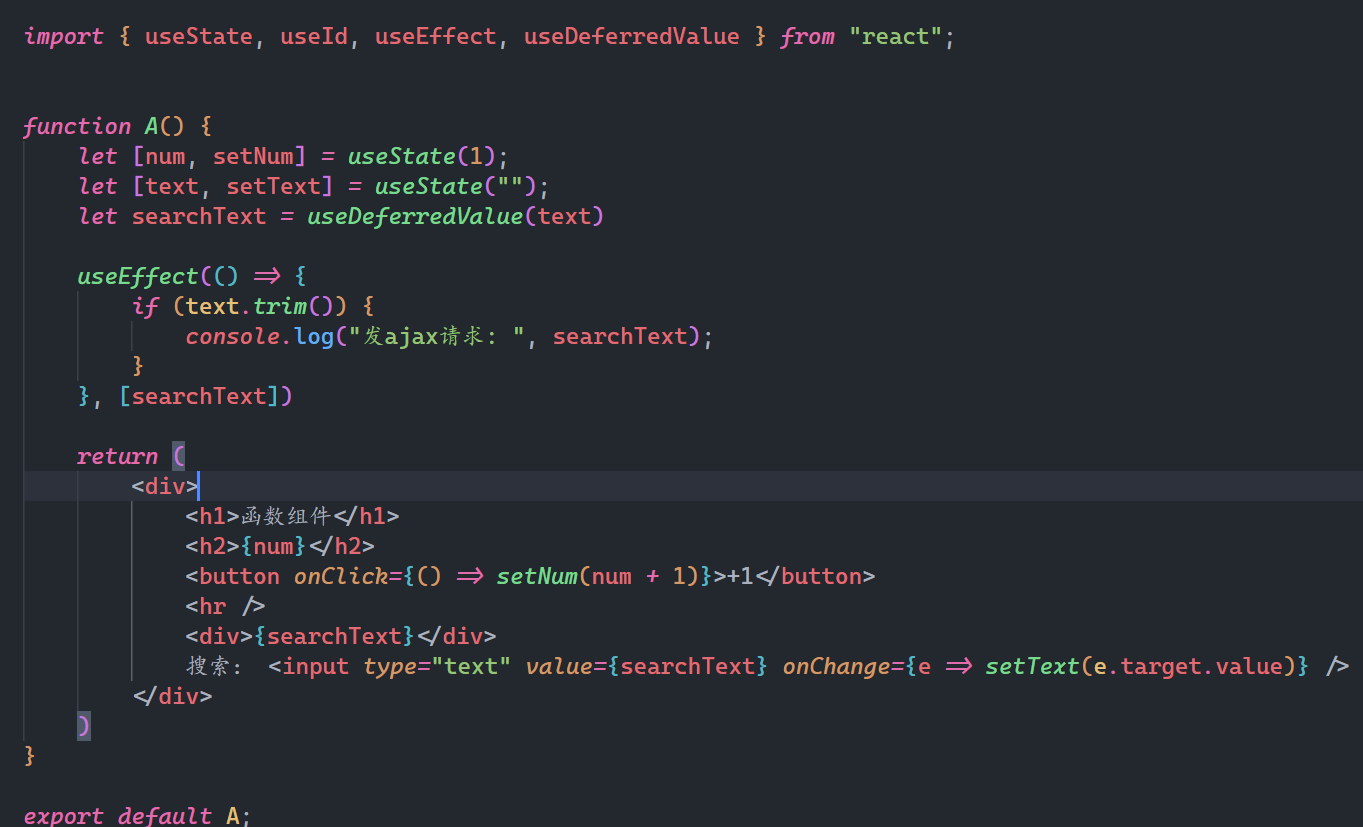 import { useState, useId, useEffect, useDeferredValue } from "react";
function A() {
let [num, setNum] = useState(1);
let [text, setText] = useState("");
let searchText = useDeferredValue(text)
useEffect(() => {
if (text.trim()) {
console.log("发ajax请求: ", searchText);
}
}, [searchText])
return (
<div>
<h1>函数组件</h1>
<h2>{num}</h2>
<button onClick={() => setNum(num + 1)}>+1</button>
<hr />
<div>{searchText}</div>
搜索: <input type="text" value={searchText} onChange={e => setText(e.target.value)} />
</div>
)
}
export default A;